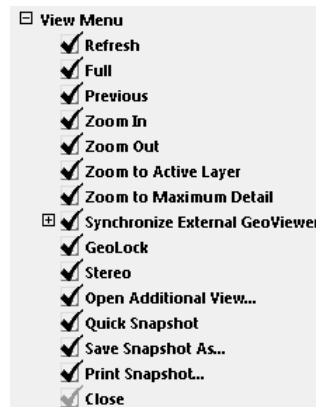 View Menu
Refresh
Full
Previous
Zoom In
Zoom Out
Zoom to Active Layer
Zoom to Maximum Detail
Synchronize External GeoViewer
GeoLock
Stereo
Open Additional View...
Quick Snapshot
Save Snapshot As...
Print Snapshot...
Close